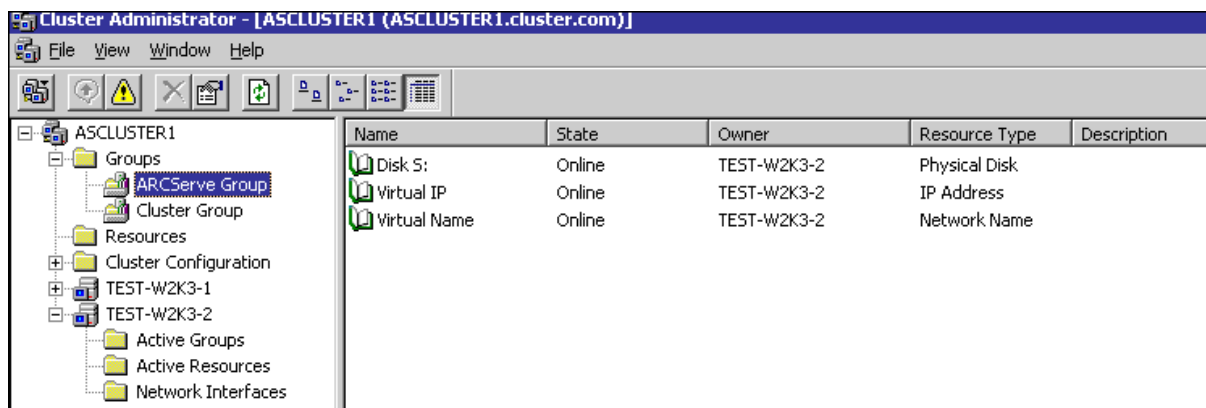 Cluster Administrator - [ASCLUSTER1 (ASCLUSTER1.cluster.com)]
File View Window Help
ASCLUSTER1
Groups
ARCServe Group
Cluster Group
Resources
Cluster Configuration
TEST-W2K3-1
TEST-W2K3-2
Active Groups
Active Resources
Network Interfaces
Name State Owner Resource Type Description
Disk S: Online TEST-W2K3-2 Physical Disk
Virtual IP Online TEST-W2K3-2 IP Address
Virtual Name Online TEST-W2K3-2 Network Name